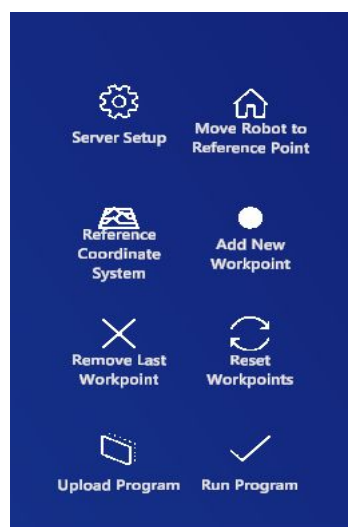 Server Setup
Move Robot to
Reference Point
Reference
Coordinate
System
Add New
Workpoint
Remove Last
Workpoint
Reset
Workpoints
Upload Program
Run Program